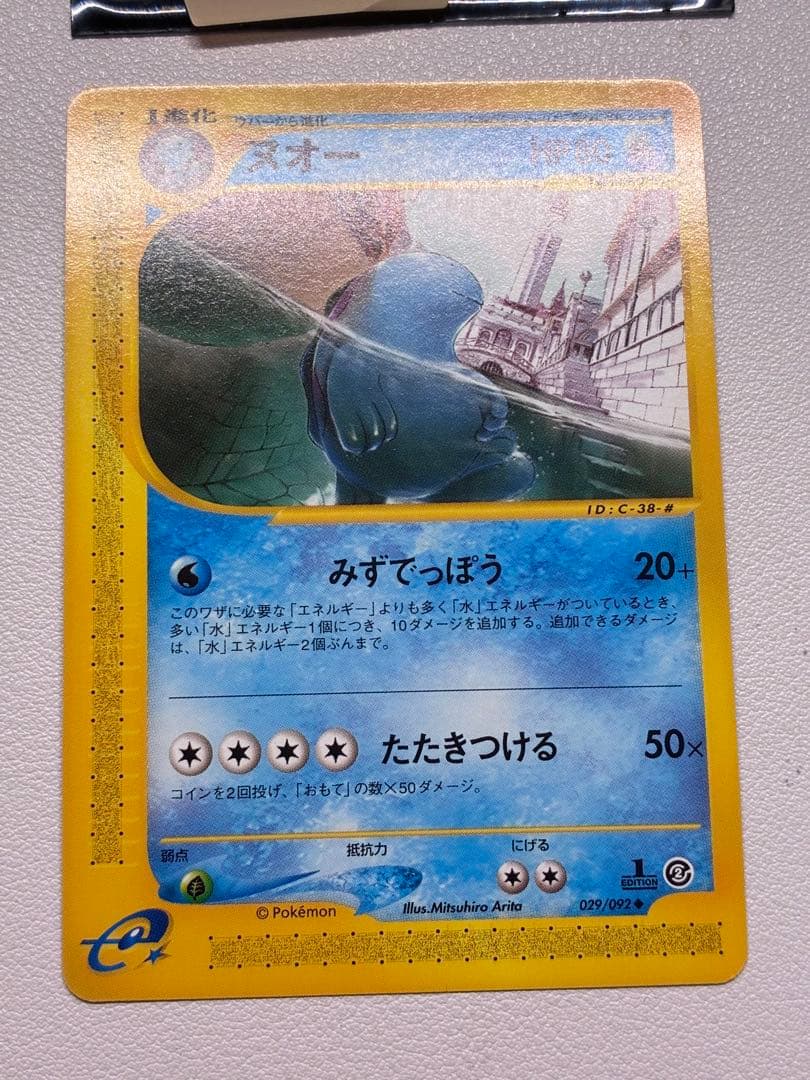 1進化 ウパーから進化
ヌオー
ID:C-38-#
みずでっぽう 20+
このワザに必要な「エネルギー」よりも多く「水」エネルギーがついているとき、
多い「水」エネルギー1個につき、10ダメージを追加する。追加できるダメージ
は、「水」エネルギー2個ぶんまで。
たたきつける 50×
コインを2回投げ、「おもて」の数×50ダメージ。
弱点 抵抗力 にげる
1
EDITION
©Pokémon Illus.Mitsuhiro Arita 029/092